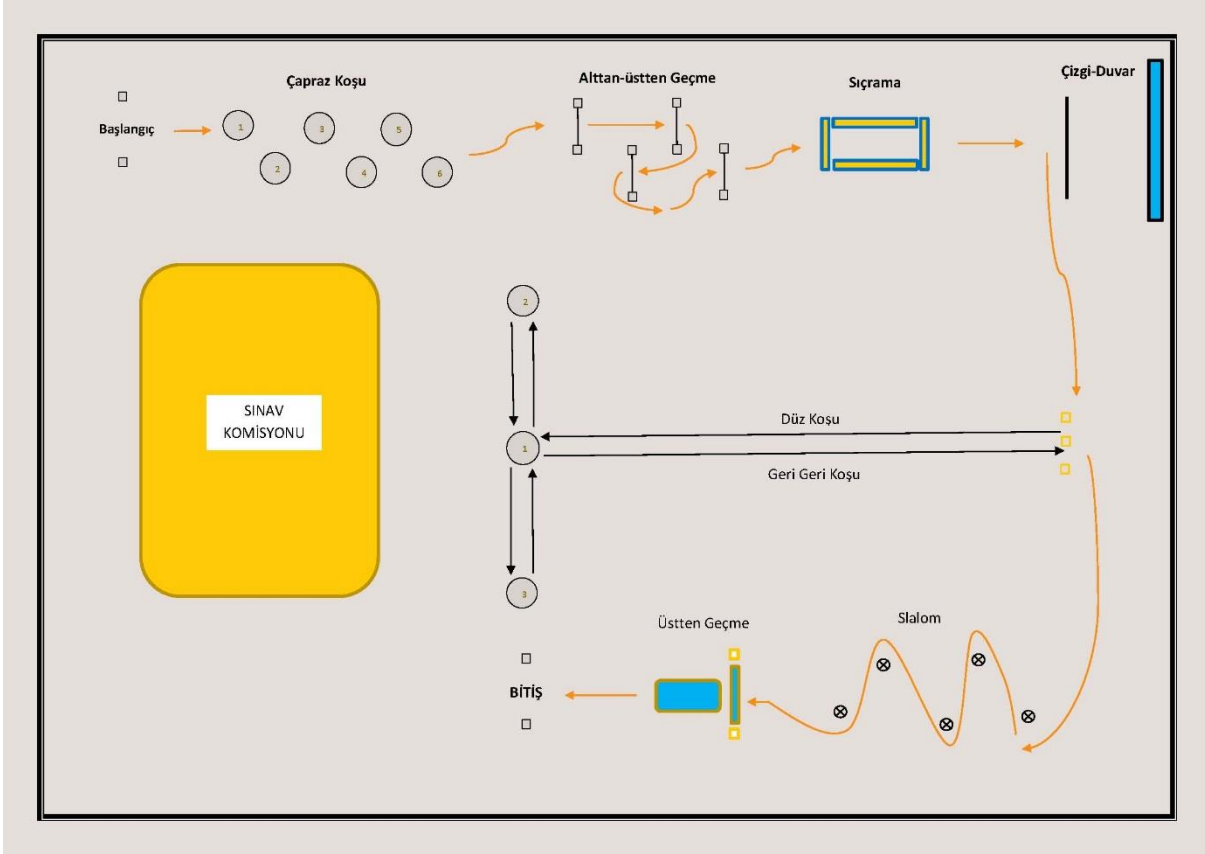 Çapraz Koşu
Alttan-üstten Geçme
Sıçrama
Çizgi-Duvar
Başlangıç
1
3
5
2
4
6
2
SINAV
KOMİSYONU
Düz Koşu
1
Geri Geri Koşu
3
Üstten Geçme
Slalom
BİTİŞ